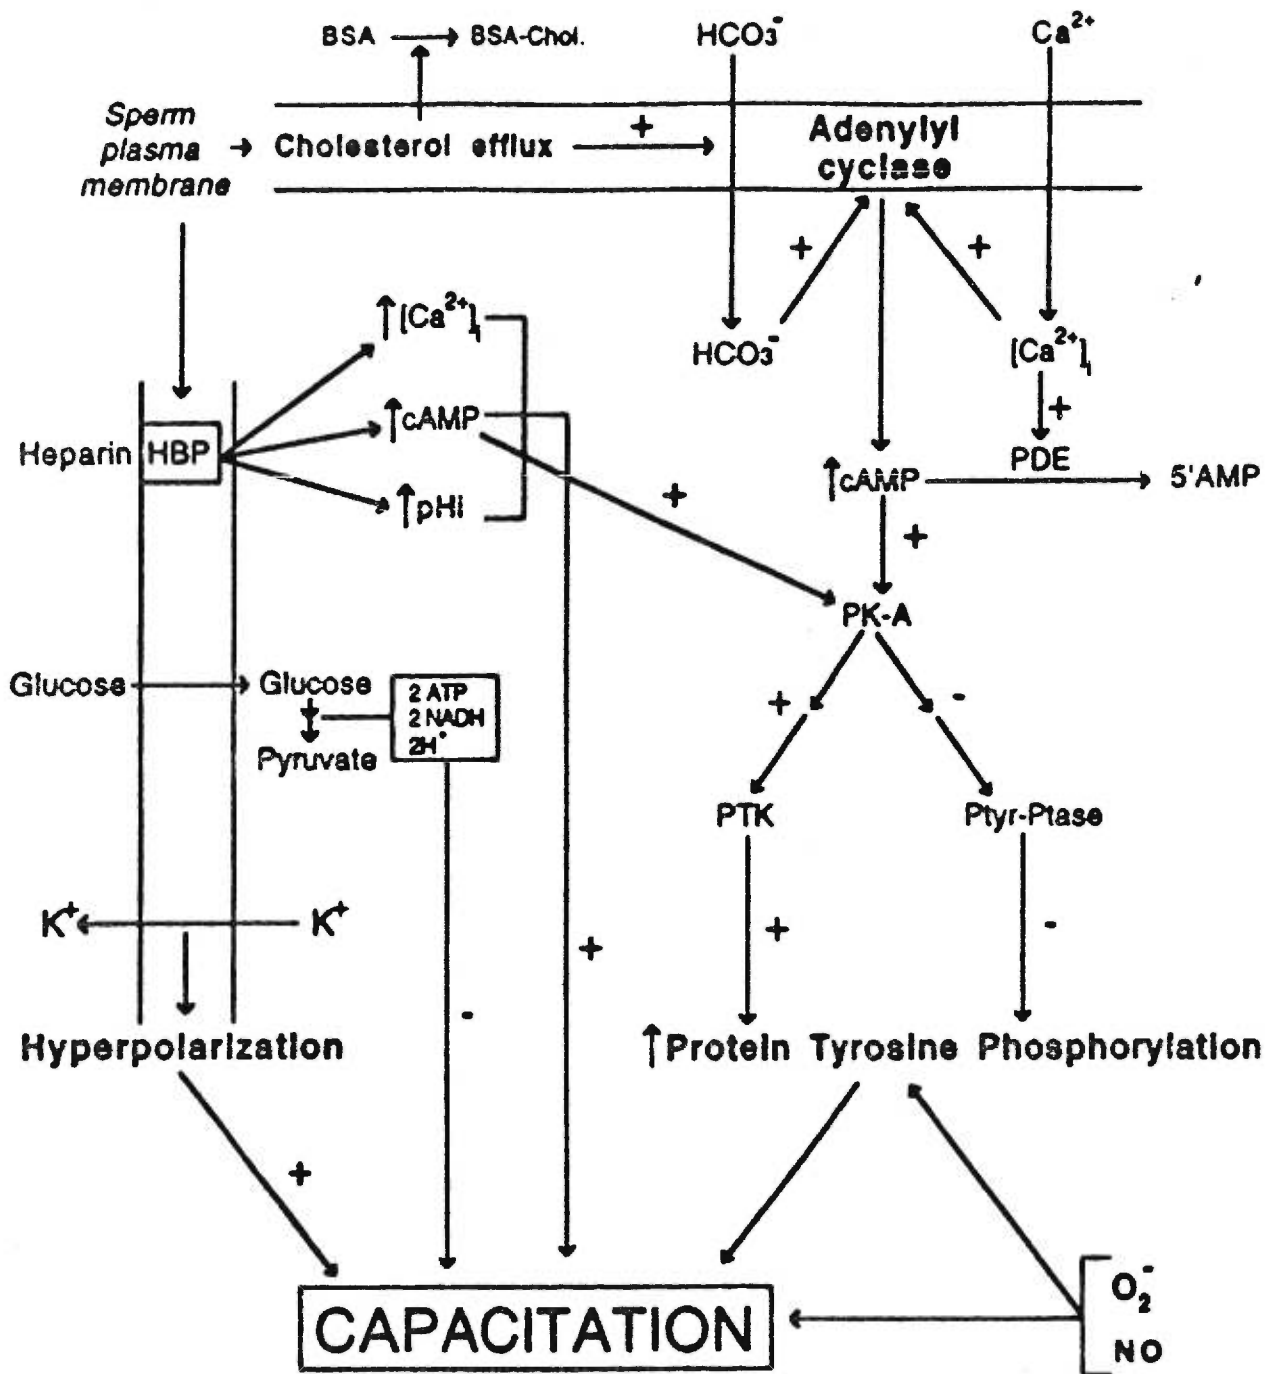 BSA
BSA-Chol.
HCO₃⁻
Ca²⁺
Sperm
plasma
membrane
Cholesterol efflux
+
Adenylyl
cyclase
+
+
↑[Ca²⁺]i
HCO₃⁻
[Ca²⁺]i
+
↑cAMP
Heparin
HBP
PDE
↑cAMP
5'AMP
+
↑pHi
+
PK-A
Glucose
Glucose
2 ATP
2 NADH
2H⁺
Pyruvate
+
-
PTK
Ptyr-Ptase
K⁺
K⁺
+
+
-
-
Hyperpolarization
↑Protein Tyrosine Phosphorylation
+
O₂⁻
NO
CAPACITATION